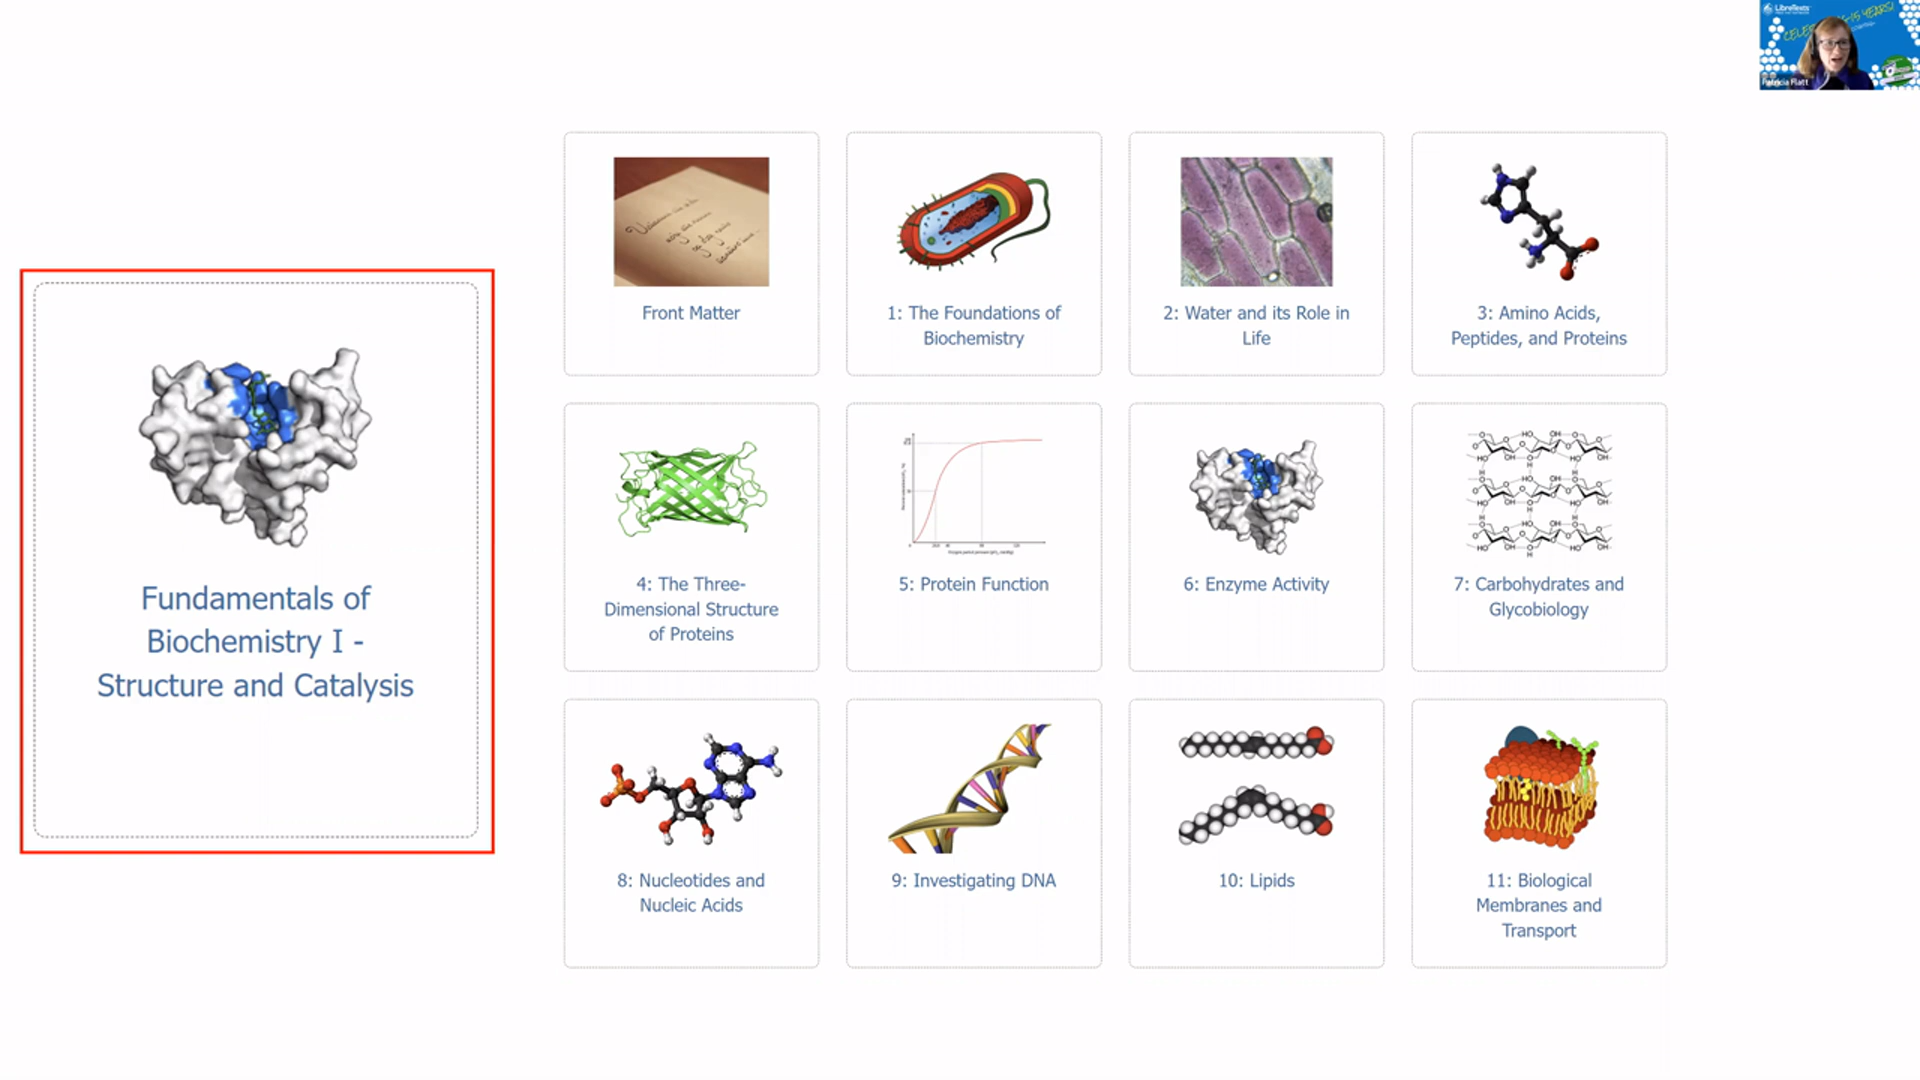 LibreTexts
Patricia Flatt
Fundamentals of
Biochemistry I -
Structure and Catalysis
Front Matter
1: The Foundations of
Biochemistry
2: Water and its Role in
Life
3: Amino Acids,
Peptides, and Proteins
4: The Three-
Dimensional Structure
of Proteins
5: Protein Function
6: Enzyme Activity
7: Carbohydrates and
Glycobiology
8: Nucleotides and
Nucleic Acids
9: Investigating DNA
10: Lipids
11: Biological
Membranes and
Transport